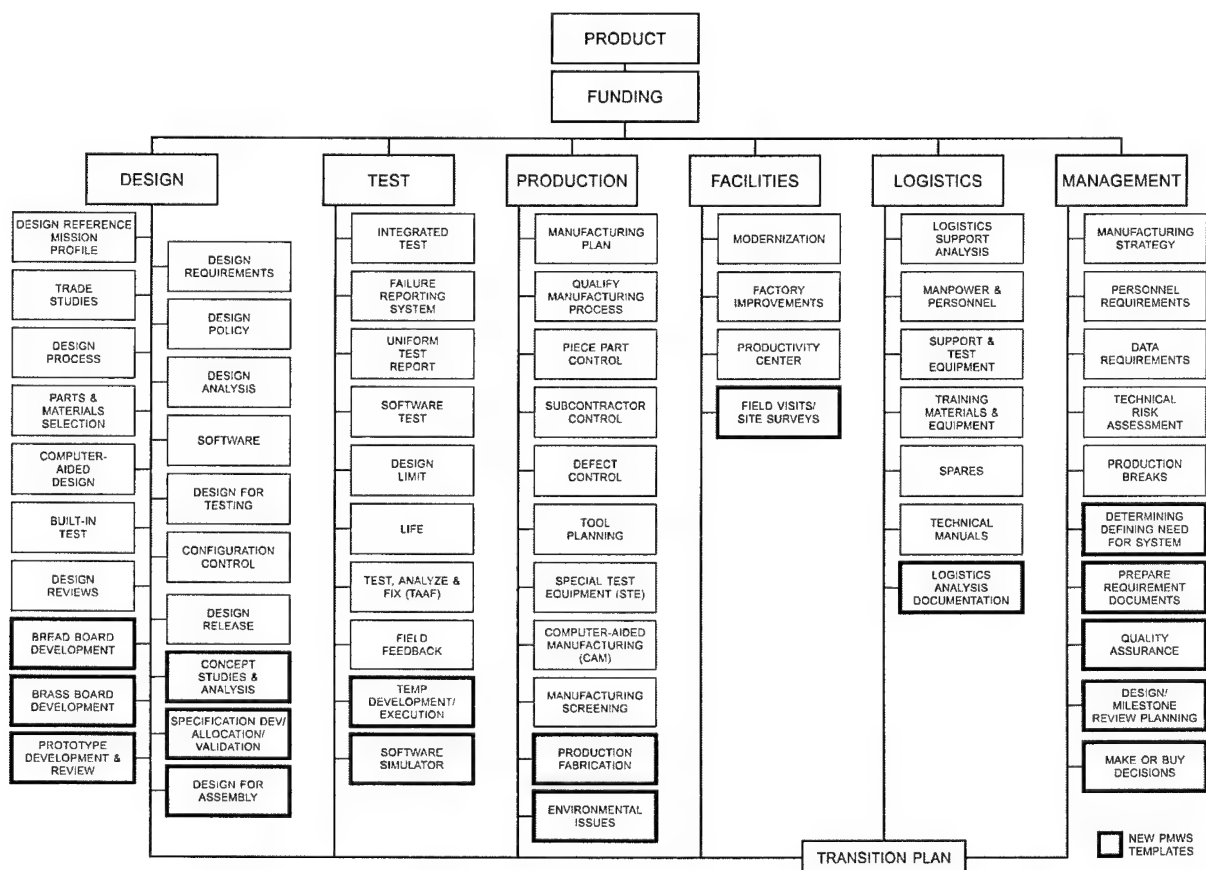 PRODUCT
FUNDING
DESIGN
TEST
PRODUCTION
FACILITIES
LOGISTICS
MANAGEMENT
DESIGN REFERENCE
MISSION
PROFILE
TRADE
STUDIES
DESIGN
PROCESS
PARTS &
MATERIALS
SELECTION
COMPUTER-
AIDED
DESIGN
BUILT-IN
TEST
DESIGN
REVIEWS
BREAD BOARD
DEVELOPMENT
BRASS BOARD
DEVELOPMENT
PROTOTYPE
DEVELOPMENT &
REVIEW
DESIGN
REQUIREMENTS
DESIGN
POLICY
DESIGN
ANALYSIS
SOFTWARE
DESIGN FOR
TESTING
CONFIGURATION
CONTROL
DESIGN
RELEASE
CONCEPT
STUDIES &
ANALYSIS
SPECIFICATION DEV/
ALLOCATION/
VALIDATION
DESIGN FOR
ASSEMBLY
INTEGRATED
TEST
FAILURE
REPORTING
SYSTEM
UNIFORM
TEST
REPORT
SOFTWARE
TEST
DESIGN
LIMIT
LIFE
TEST, ANALYZE &
FIX (TAAF)
FIELD
FEEDBACK
TEMP
DEVELOPMENT/
EXECUTION
SOFTWARE
SIMULATOR
MANUFACTURING
PLAN
QUALIFY
MANUFACTURING
PROCESS
PIECE PART
CONTROL
SUBCONTRACTOR
CONTROL
DEFECT
CONTROL
TOOL
PLANNING
SPECIAL TEST
EQUIPMENT (STE)
COMPUTER-AIDED
MANUFACTURING
(CAM)
MANUFACTURING
SCREENING
PRODUCTION
FABRICATION
ENVIRONMENTAL
ISSUES
MODERNIZATION
FACTORY
IMPROVEMENTS
PRODUCTIVITY
CENTER
FIELD VISITS/
SITE SURVEYS
LOGISTICS
SUPPORT
ANALYSIS
MANPOWER &
PERSONNEL
SUPPORT &
TEST
EQUIPMENT
TRAINING
MATERIALS &
EQUIPMENT
SPARES
TECHNICAL
MANUALS
LOGISTICS
ANALYSIS
DOCUMENTATION
MANUFACTURING
STRATEGY
PERSONNEL
REQUIREMENTS
DATA
REQUIREMENTS
TECHNICAL
RISK
ASSESSMENT
PRODUCTION
BREAKS
DETERMINING
DEFINING NEED
FOR SYSTEM
PREPARE
REQUIREMENT
DOCUMENTS
QUALITY
ASSURANCE
DESIGN/
MILESTONE
REVIEW PLANNING
MAKE OR BUY
DECISIONS
TRANSITION PLAN
NEW PMWS
TEMPLATES